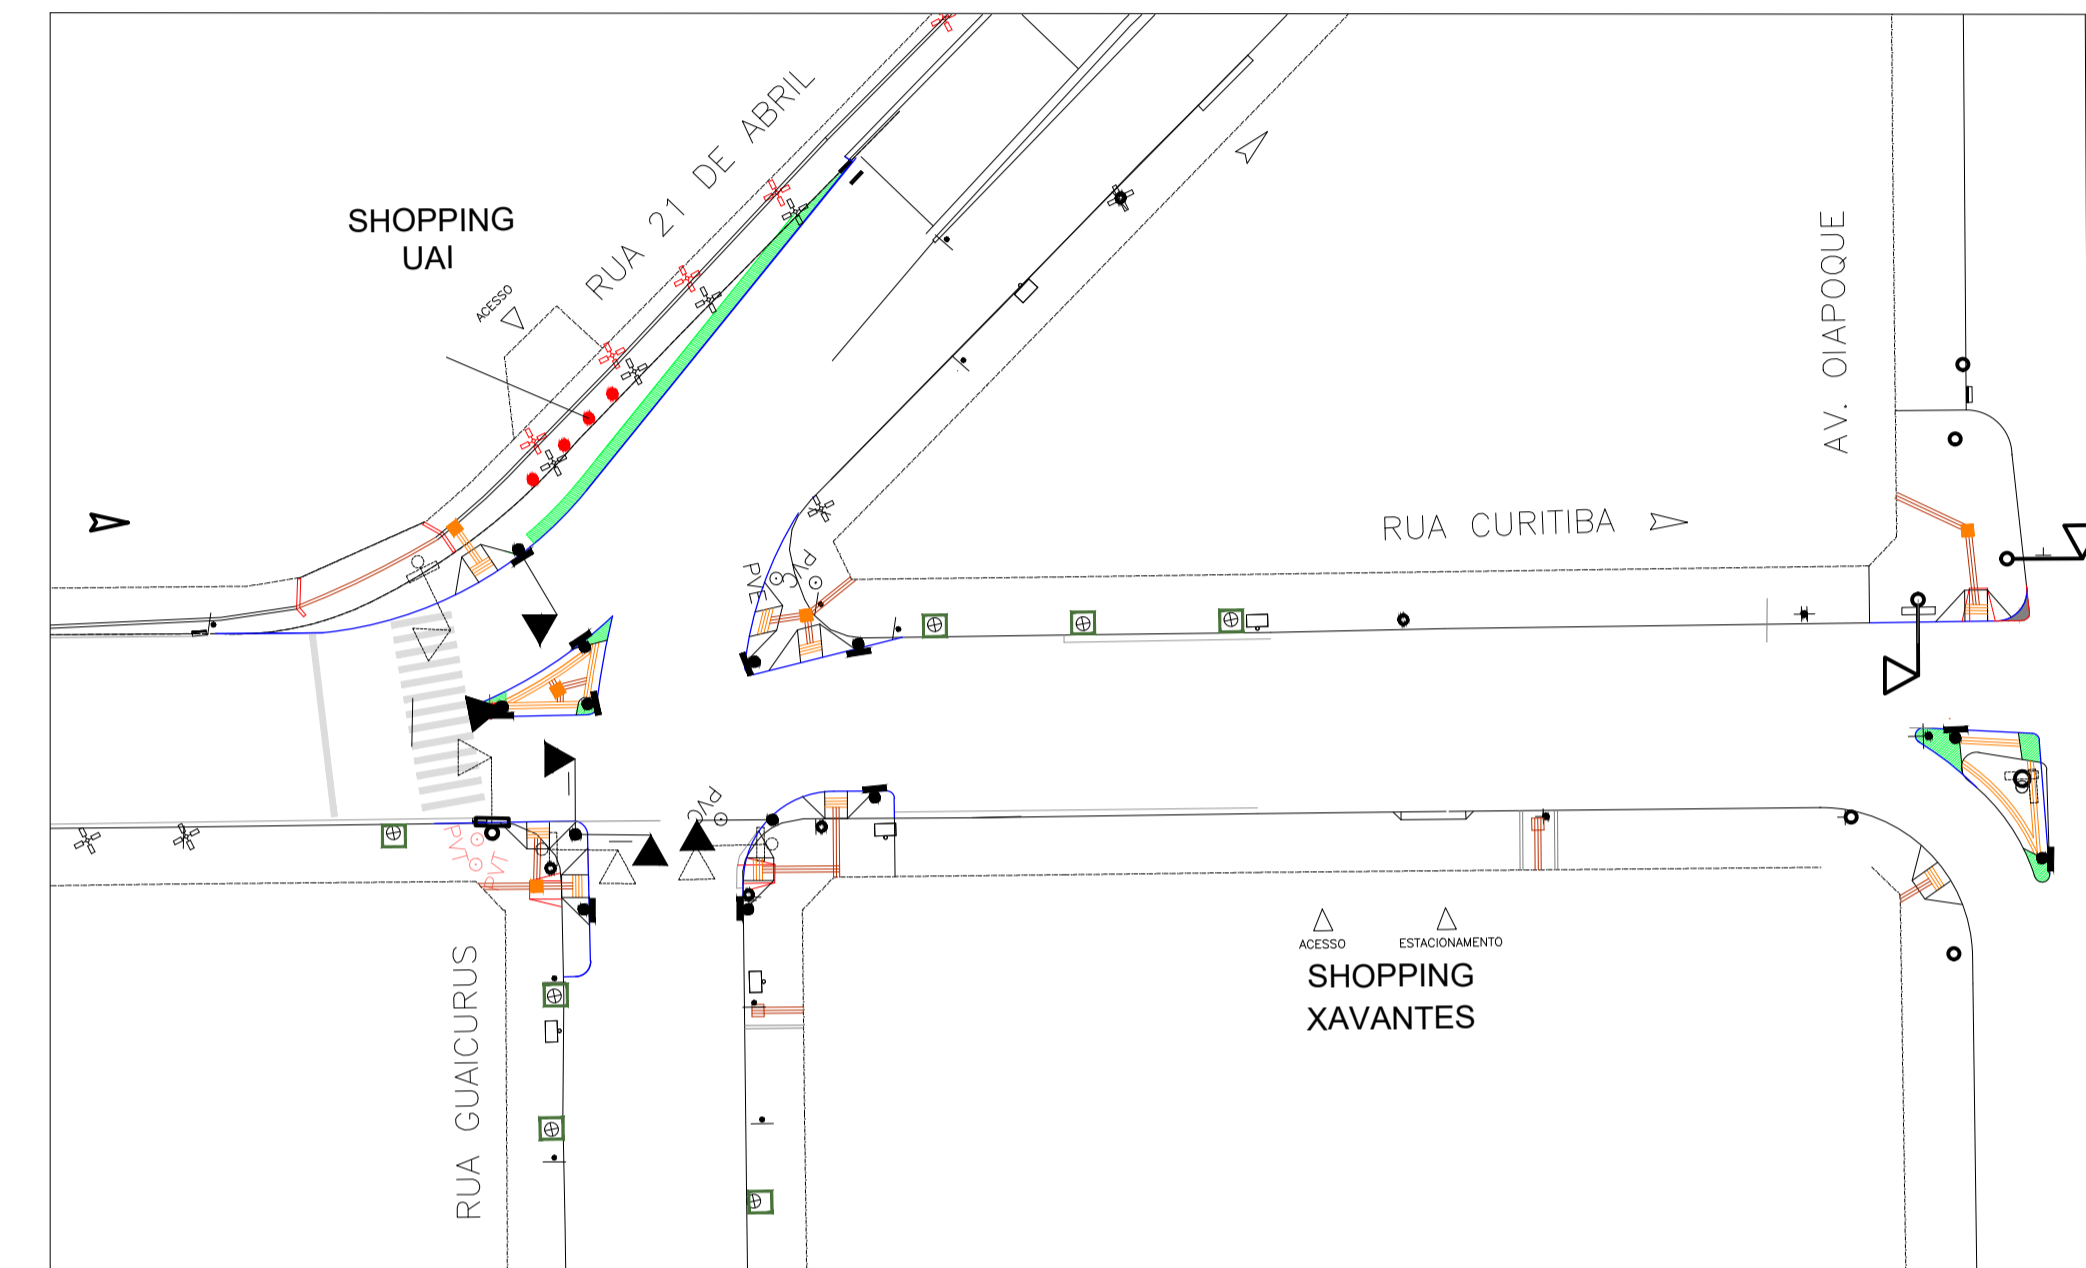 RUA 21 DE ABRIL
SHOPPING
UAI
ACESSO
AV. OIAPOQUE
RUA CURITIBA
PVE
PVC
PVC
PVT
PVT
RUA GUAICURUS
ACESSO
ESTACIONAMENTO
SHOPPING
XAVANTES